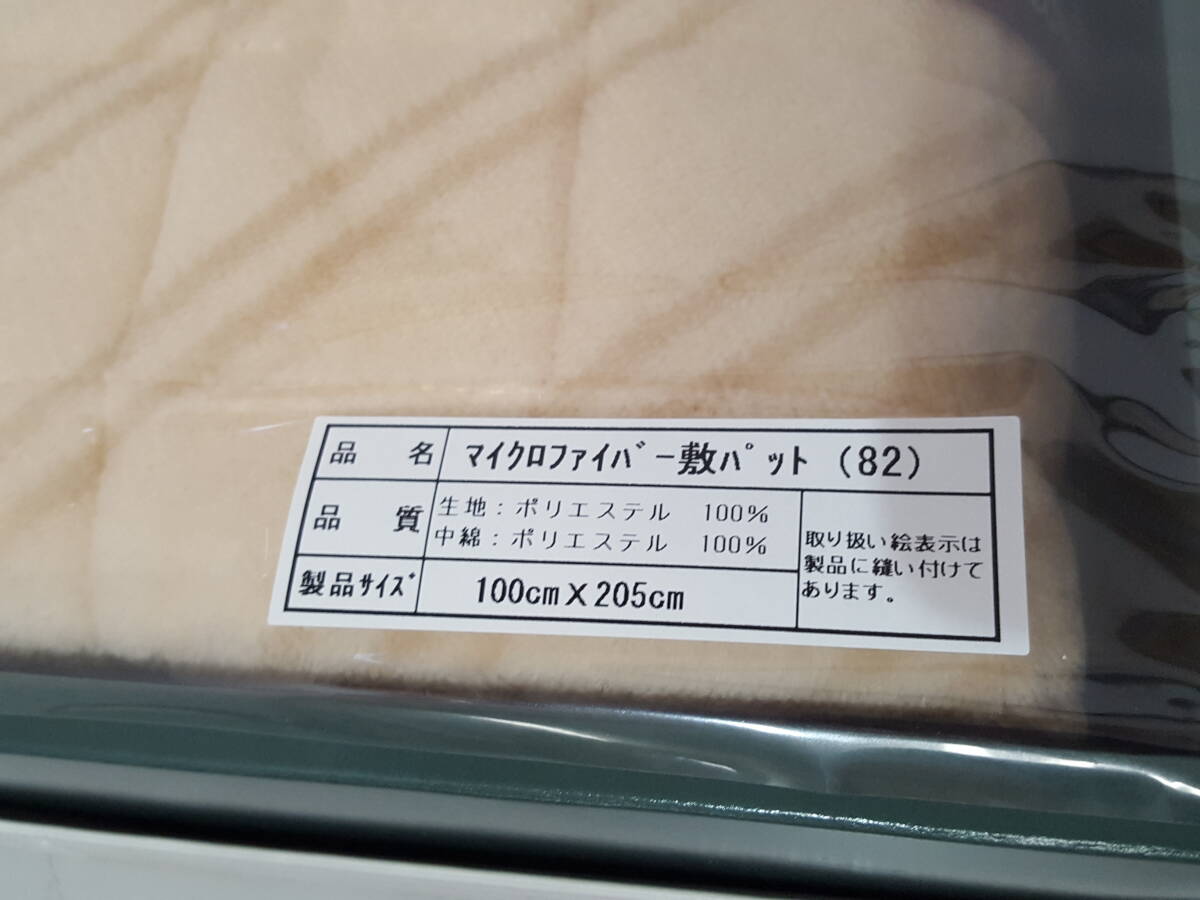 品 名 ﾏｲｸﾛﾌｧｲﾊﾞｰ敷ﾊﾟｯﾄ (82)
品 質 生地:ポリエステル 100%
中綿:ポリエステル 100%
取り扱い絵表示は
製品に縫い付けて
あります。
製品ｻｲｽﾞ 100cm X 205cm